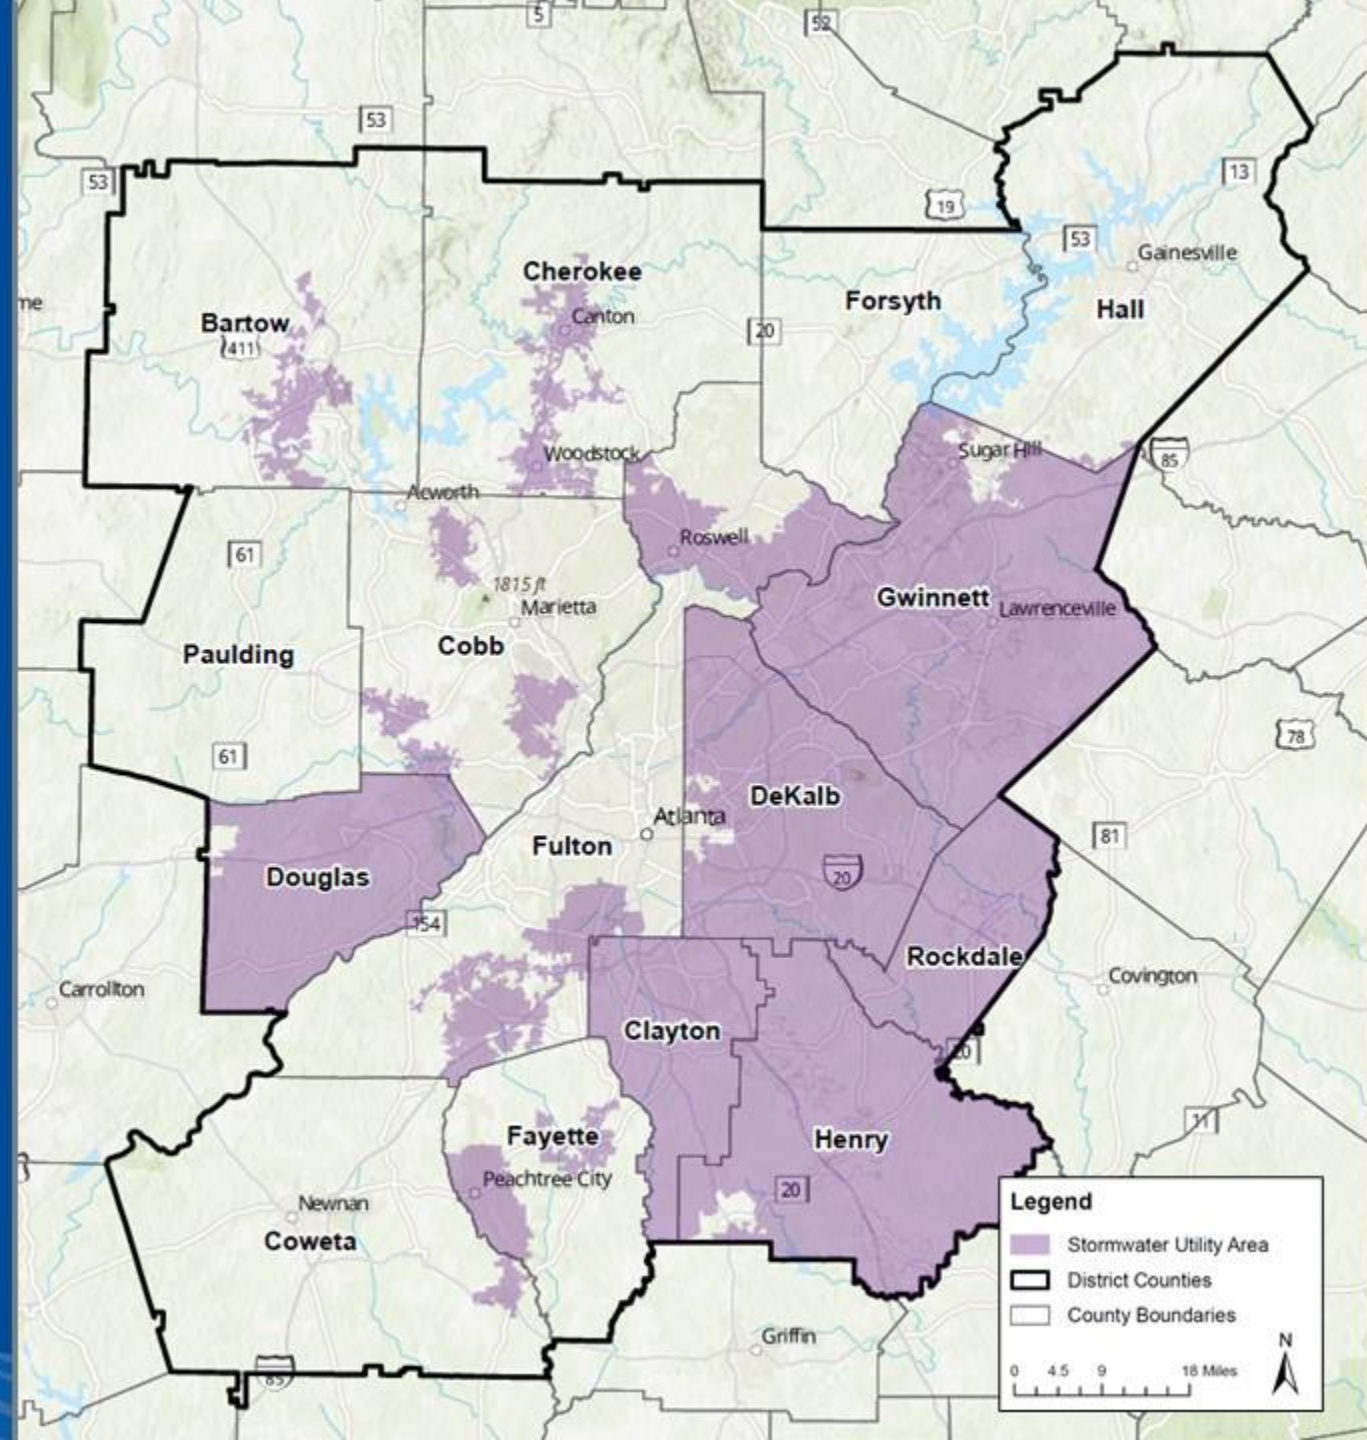 5
52
53
53
13
19
53
Gainesville
Cherokee
Forsyth
Hall
me
Bartow
Canton
411
20
Sugar Hill
Woodstock
85
Acworth
Roswell
61
1815 ft
Marietta
Gwinnett
Lawrenceville
Cobb
Paulding
61
78
DeKalb
Atlanta
81
Fulton
20
Douglas
154
Rockdale
Covington
Carrollton
Clayton
20
11
Fayette
Henry
Peachtree City
20
Newnan
Coweta
Legend
Stormwater Utility Area
District Counties
County Boundaries
N
0 4.5 9 18 Miles
Griffin
85